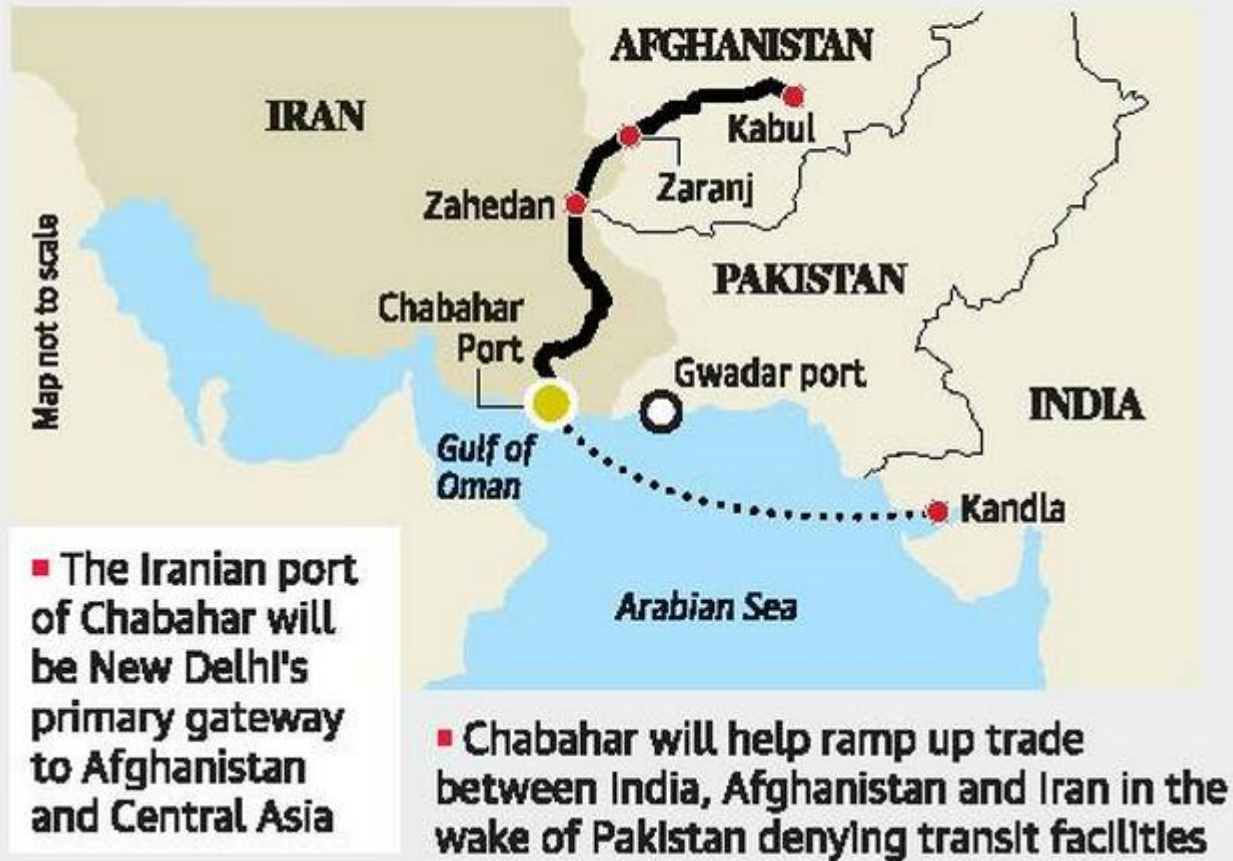 AFGHANISTAN
IRAN
Kabul
Zaranj
Zahedan
Map not to scale
PAKISTAN
Chabahar
Port
Gwadar port
INDIA
Gulf of
Oman
Kandla
Arabian Sea
▪ The Iranian port
of Chabahar will
be New Delhi's
primary gateway
to Afghanistan
and Central Asia
▪ Chabahar will help ramp up trade
between India, Afghanistan and Iran in the
wake of Pakistan denying transit facilities